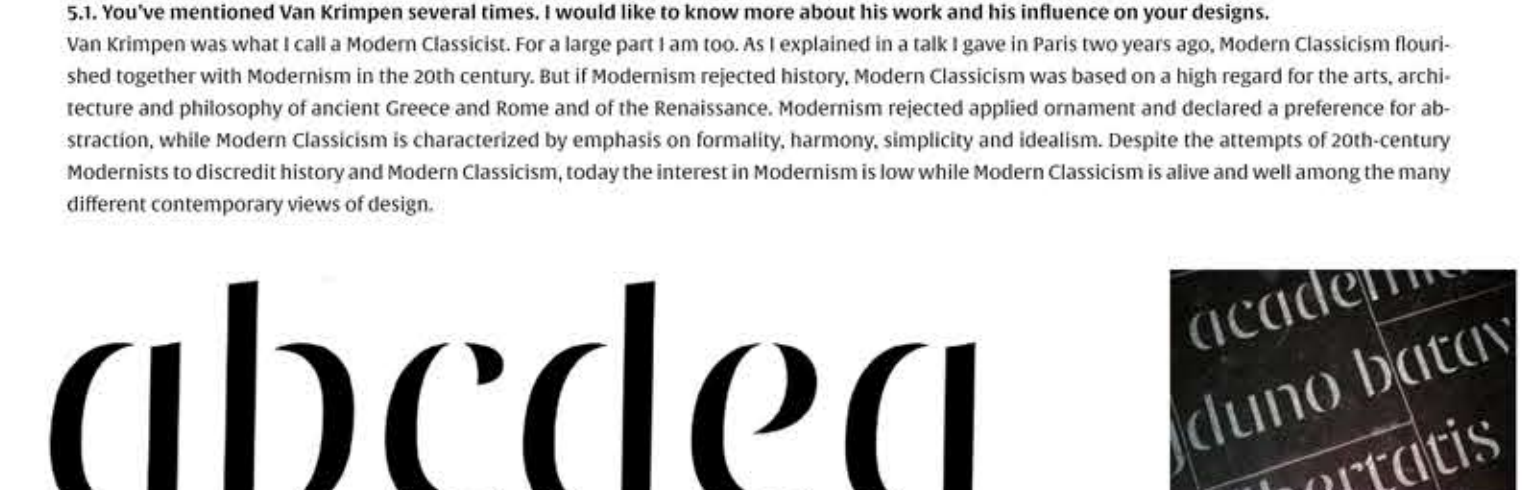 5.1. You've mentioned Van Krimpen several times. I would like to know more about his work and his influence on your designs.
Van Krimpen was what I call a Modern Classicist. For a large part I am too. As I explained in a talk I gave in Paris two years ago, Modern Classicism flouri-
shed together with Modernism in the 20th century. But if Modernism rejected history, Modern Classicism was based on a high regard for the arts, archi-
tecture and philosophy of ancient Greece and Rome and of the Renaissance. Modernism rejected applied ornament and declared a preference for ab-
straction, while Modern Classicism is characterized by emphasis on formality, harmony, simplicity and idealism. Despite the attempts of 20th-century
Modernists to discredit history and Modern Classicism, today the interest in Modernism is low while Modern Classicism is alive and well among the many
different contemporary views of design.
abcdea
duno batav